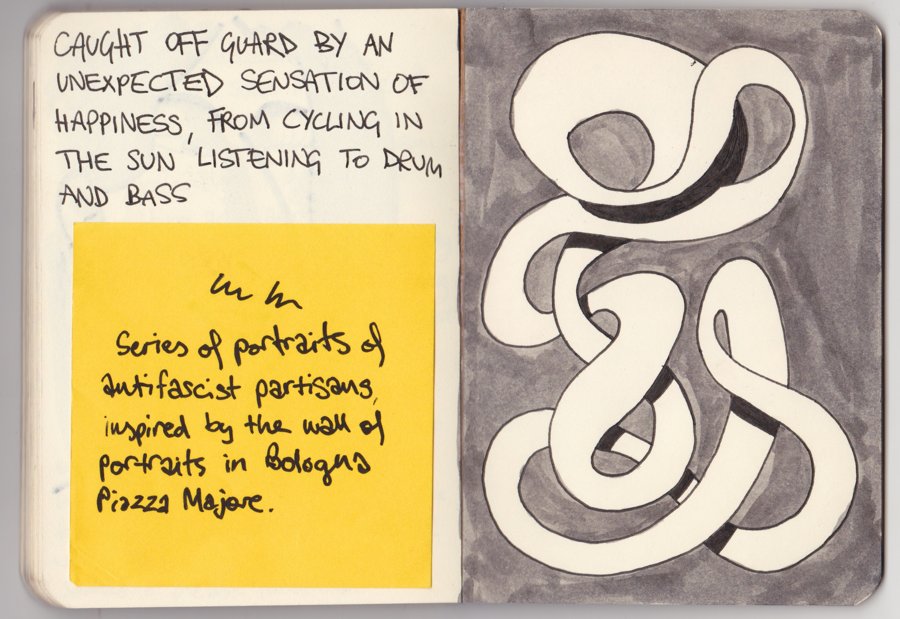 CAUGHT OFF GUARD BY AN
UNEXPECTED SENSATION OF
HAPPINESS, FROM CYCLING IN
THE SUN LISTENING TO DRUM
AND BASS
Series of portraits of
antifascist partisans,
inspired by the wall of
portraits in Bologna
Piazza Majore.